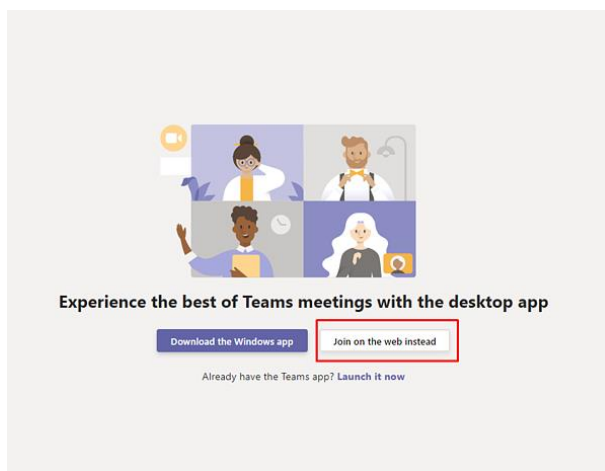 Experience the best of Teams meetings with the desktop app
Download the Windows app
Join on the web instead
Already have the Teams app? Launch it now